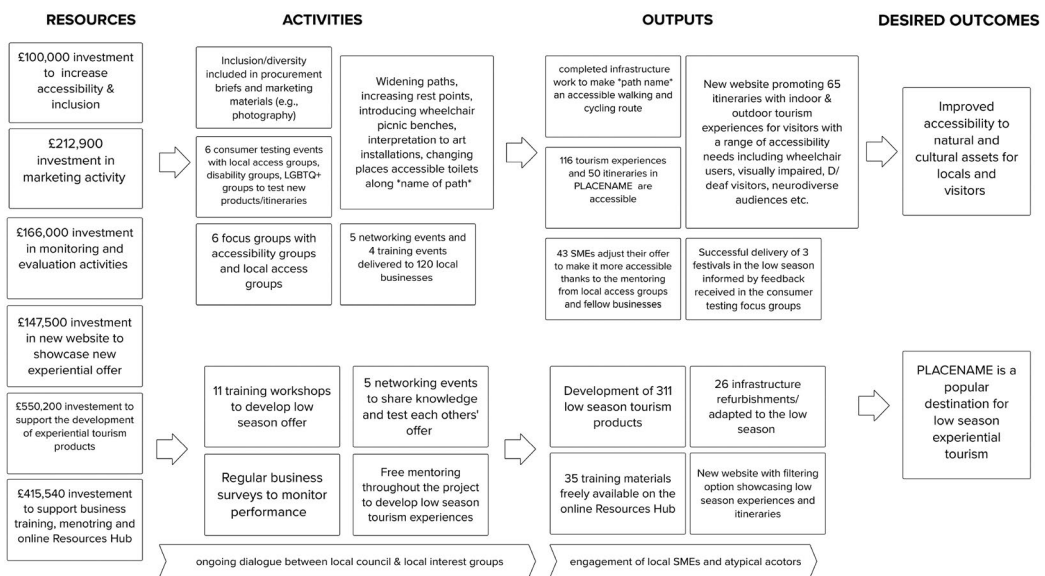 RESOURCES
ACTIVITIES
OUTPUTS
DESIRED OUTCOMES
£100,000 investment
to increase
accessibility &
inclusion
£212,900
investment in
marketing activity
£166,000 investment
in monitoring and
evaluation activities
£147,500 investment
in new website to
showcase new
experiential offer
£550,200 investement to
support the development
of experiential tourism
products
£415,540 investement
to support business
training, menotring and
online Resources Hub
Inclusion/diversity
included in procurement
briefs and marketing
materials (e.g.,
photography)
Widening paths,
increasing rest points,
introducing wheelchair
picnic benches,
interpretation to art
installations, changing
places accessible toilets
along *name of path*
6 consumer testing events
with local access groups,
disability groups, LGBTQ+
groups to test new
products/itineraries
6 focus groups with
accessibility groups
and local access
groups
5 networking events and
4 training events
delivered to 120 local
businesses
11 training workshops
to develop low
season offer
5 networking events
to share knowledge
and test each others'
offer
Regular business
surveys to monitor
performance
Free mentoring
throughout the project
to develop low season
tourism experiences
completed infrastructure
work to make *path name*
an accessible walking and
cycling route
New website promoting 65
itineraries with indoor &
outdoor tourism
experiences for visitors with
a range of accessibility
needs including wheelchair
users, visually impaired, D/
deaf visitors, neurodiverse
audiences etc.
116 tourism experiences
and 50 itineraries in
PLACENAME are
accessible
43 SMEs adjust their offer
to make it more accessible
thanks to the mentoring
from local access groups
and fellow businesses
Successful delivery of 3
festivals in the low season
informed by feedback
received in the consumer
testing focus groups
Development of 311
low season tourism
products
26 infrastructure
refurbishments/
adapted to the low
season
35 training materials
freely available on the
online Resources Hub
New website with filtering
option showcasing low
season experiences and
itineraries
Improved
accessibility to
natural and
cultural assets for
locals and
visitors
PLACENAME is a
popular
destination for
low season
experiential
tourism
ongoing dialogue between local council & local interest groups
engagement of local SMEs and atypical acotors